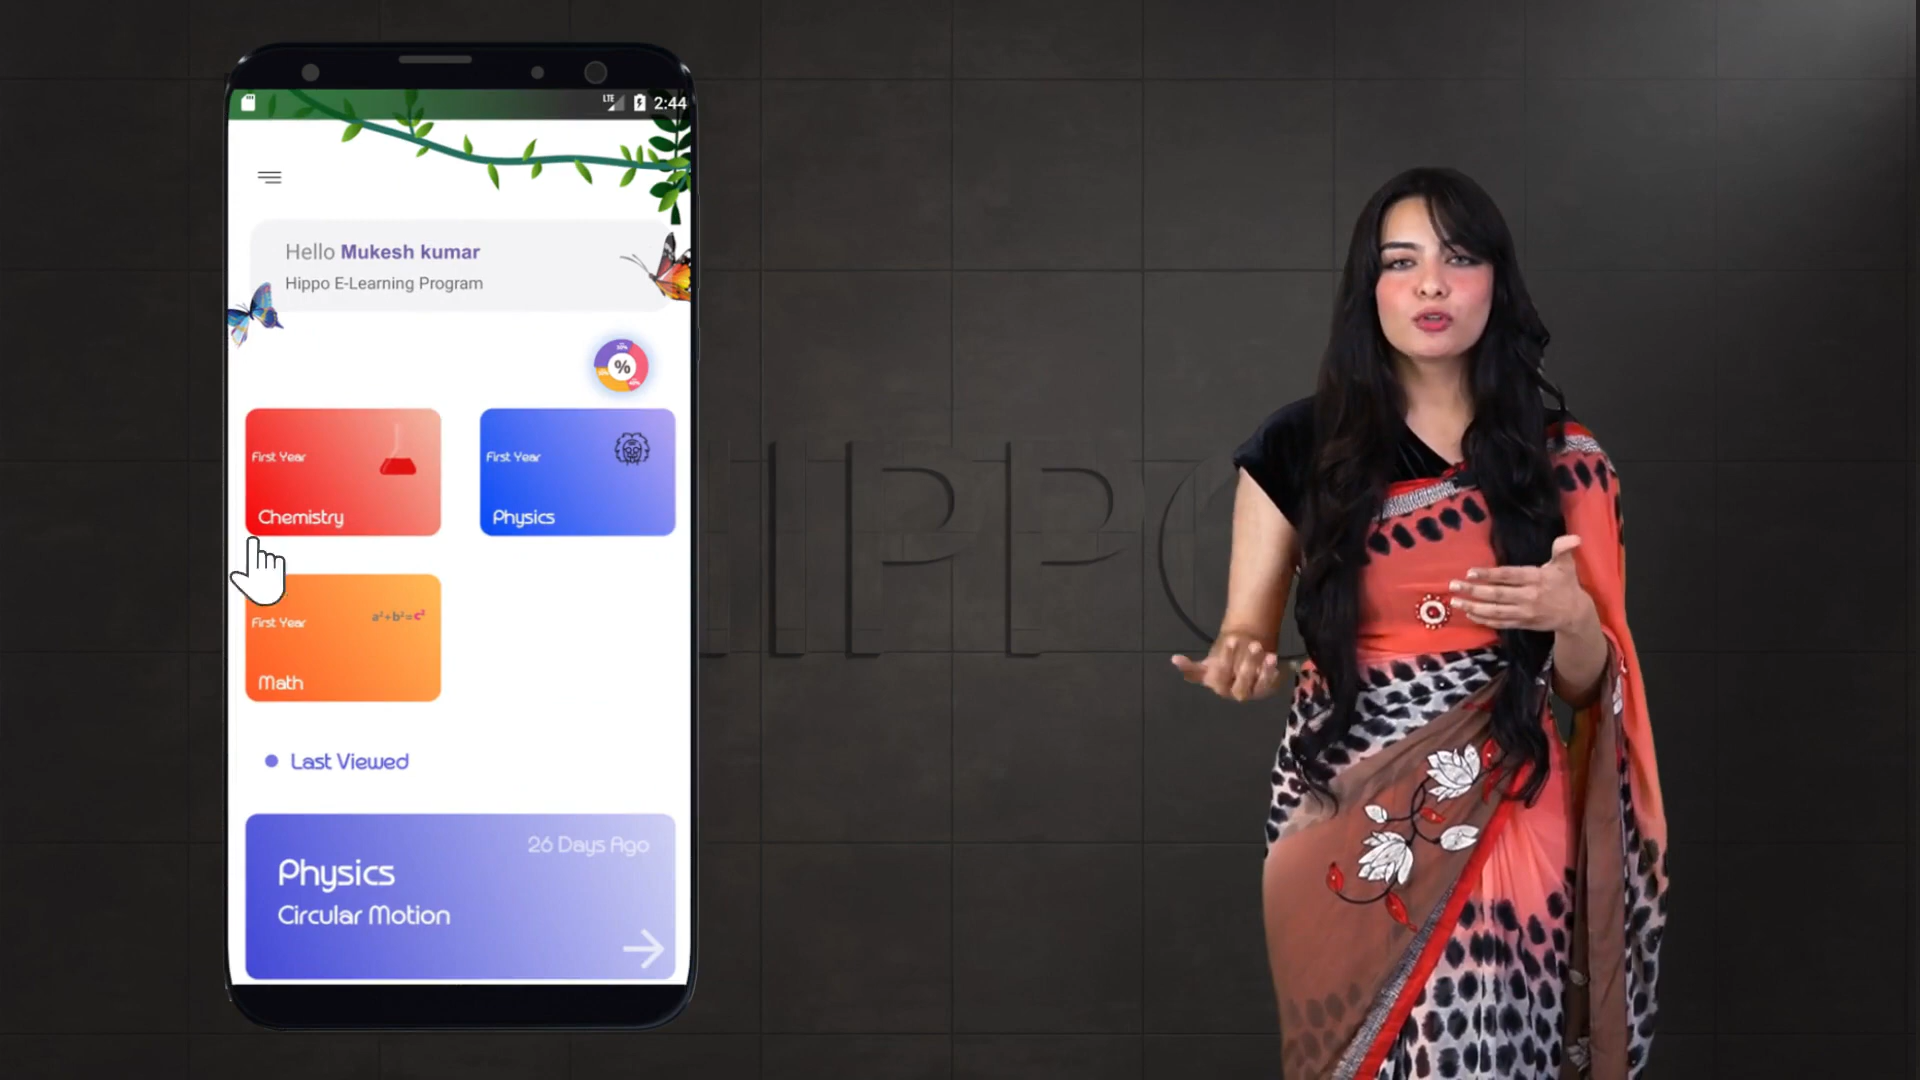 LTE 2:44
Hello Mukesh kumar
Hippo E-Learning Program
%
First Year
Chemistry
First Year
Physics
First Year
a²+b²=c²
Math
Last Viewed
26 Days Ago
Physics
Circular Motion
HIPPO